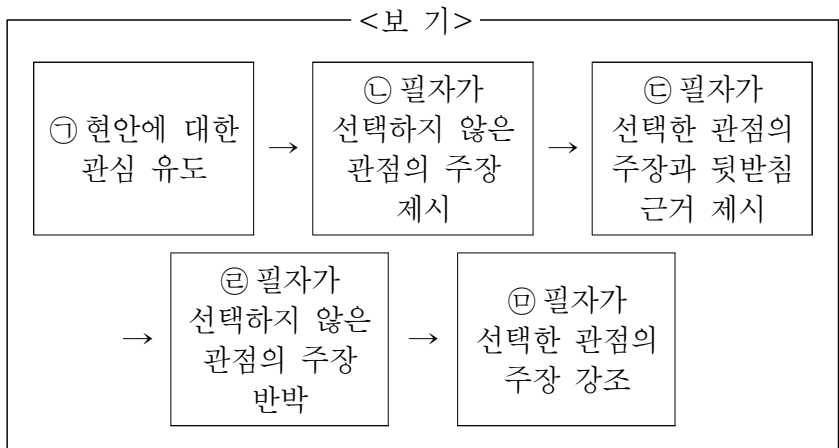 <보 기>
㉠ 현안에 대한
관심 유도
→
㉡ 필자가
선택하지 않은
관점의 주장
제시
→
㉢ 필자가
선택한 관점의
주장과 뒷받침
근거 제시
→
㉣ 필자가
선택하지 않은
관점의 주장
반박
→
㉤ 필자가
선택한 관점의
주장 강조